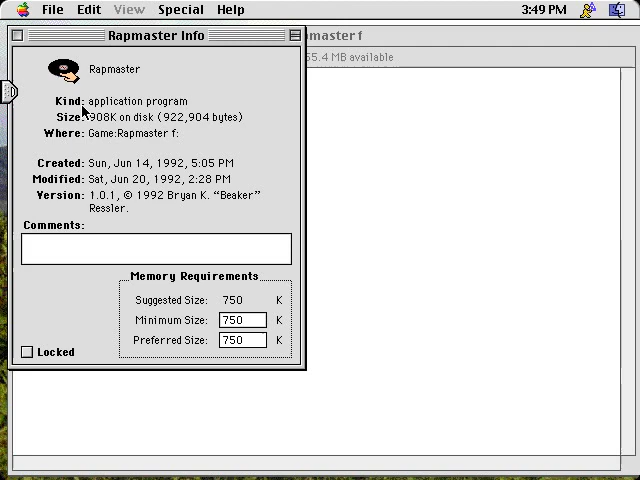 File Edit View Special Help 3:49 PM
Rapmaster Info
pmaster f
55.4 MB available
Rapmaster
Kind: application program
Size: 908K on disk (922,904 bytes)
Where: Game:Rapmaster f:
Created: Sun, Jun 14, 1992, 5:05 PM
Modified: Sat, Jun 20, 1992, 2:28 PM
Version: 1.0.1, © 1992 Bryan K. “Beaker”
Ressler.
Comments:
Memory Requirements
Suggested Size: 750 K
Minimum Size: 750 K
Preferred Size: 750 K
Locked